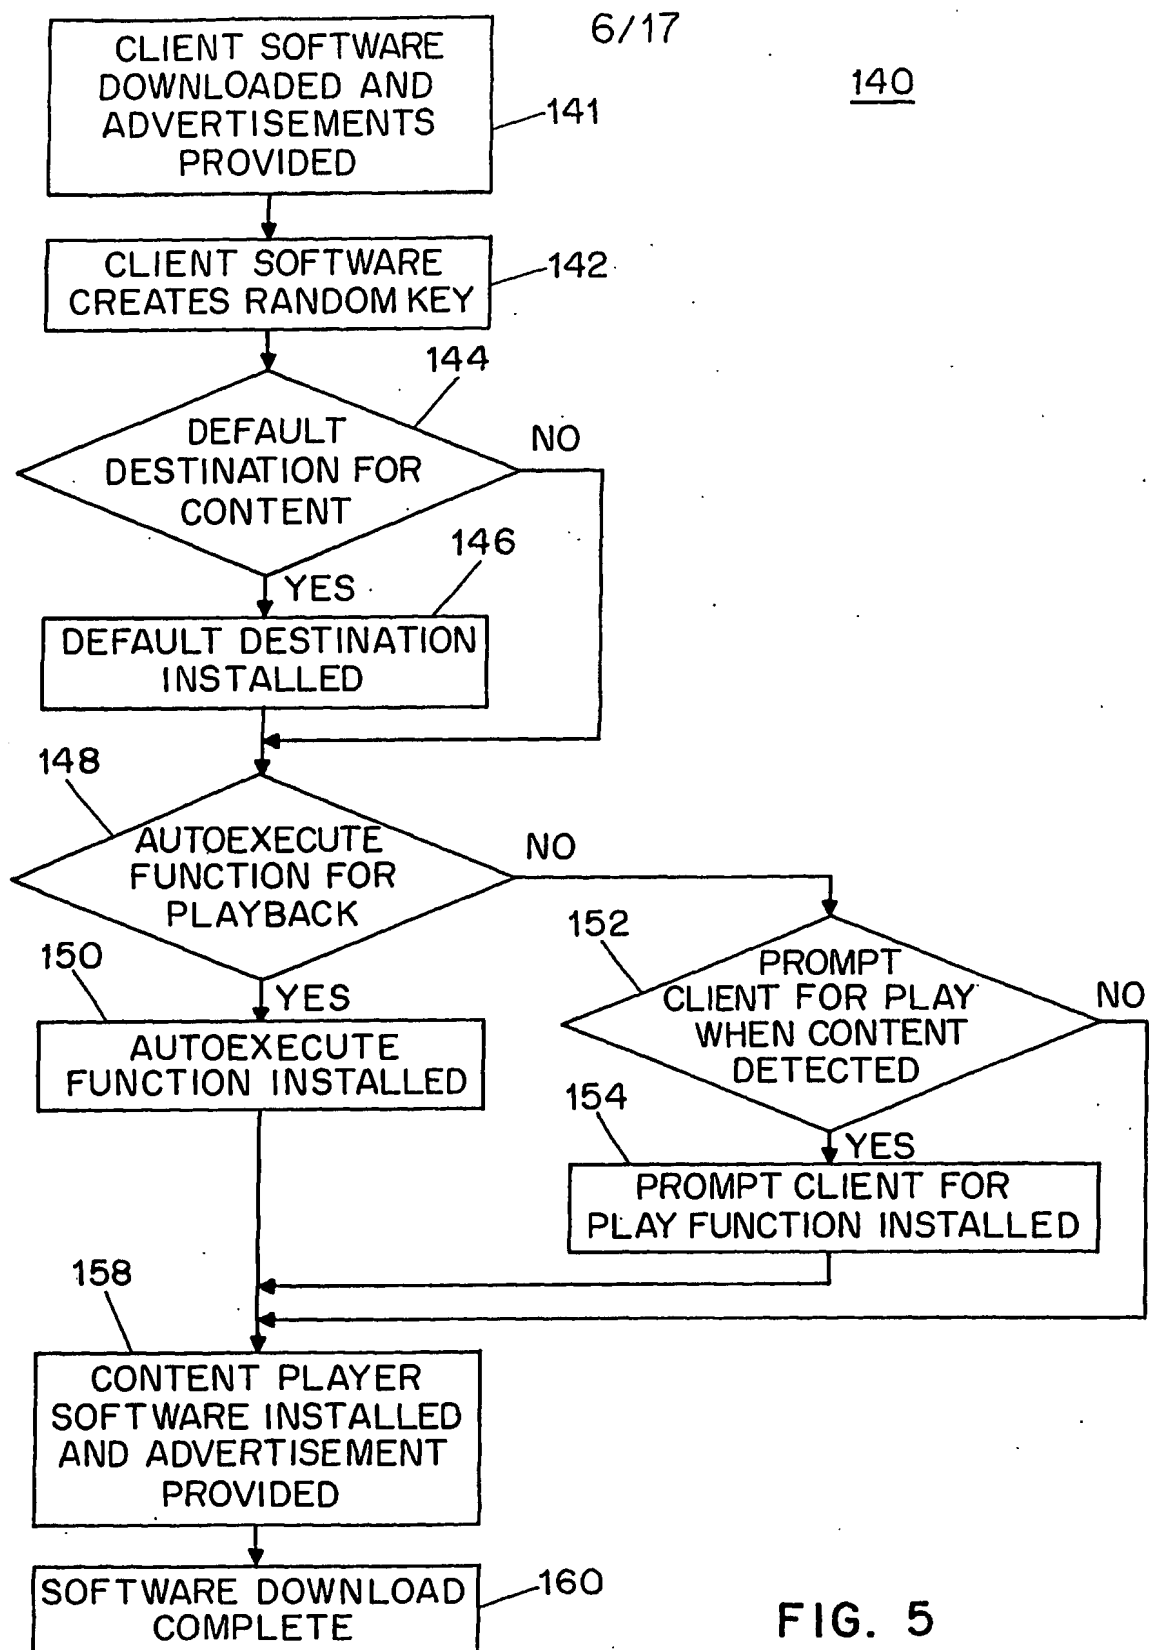 6/17
140
CLIENT SOFTWARE
DOWNLOADED AND
ADVERTISEMENTS
PROVIDED
141
CLIENT SOFTWARE
CREATES RANDOM KEY
142
144
DEFAULT
DESTINATION FOR
CONTENT
NO
146
YES
DEFAULT DESTINATION
INSTALLED
148
AUTOEXECUTE
FUNCTION FOR
PLAYBACK
NO
152
PROMPT
CLIENT FOR PLAY
WHEN CONTENT
DETECTED
NO
150
YES
AUTOEXECUTE
FUNCTION INSTALLED
154
YES
PROMPT CLIENT FOR
PLAY FUNCTION INSTALLED
158
CONTENT PLAYER
SOFTWARE INSTALLED
AND ADVERTISEMENT
PROVIDED
SOFTWARE DOWNLOAD
COMPLETE
160
FIG. 5